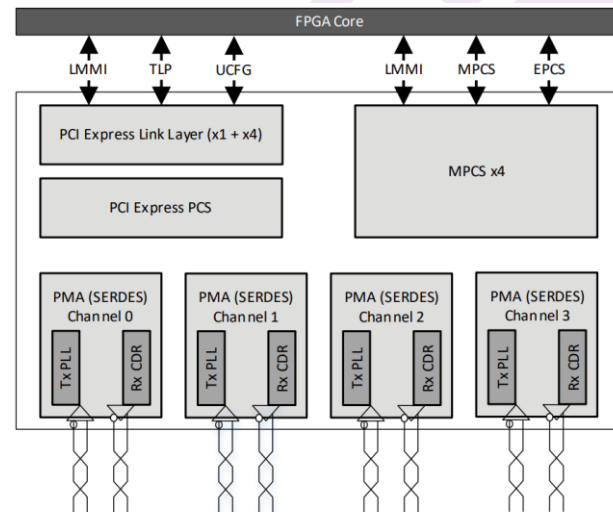 FPGA Core
LMMI TLP UCFG LMMI MPCS EPCS
PCI Express Link Layer (x1 + x4)
MPCS x4
PCI Express PCS
PMA (SERDES)
Channel 0
Tx PLL
Rx CDR
PMA (SERDES)
Channel 1
Tx PLL
Rx CDR
PMA (SERDES)
Channel 2
Tx PLL
Rx CDR
PMA (SERDES)
Channel 3
Tx PLL
Rx CDR